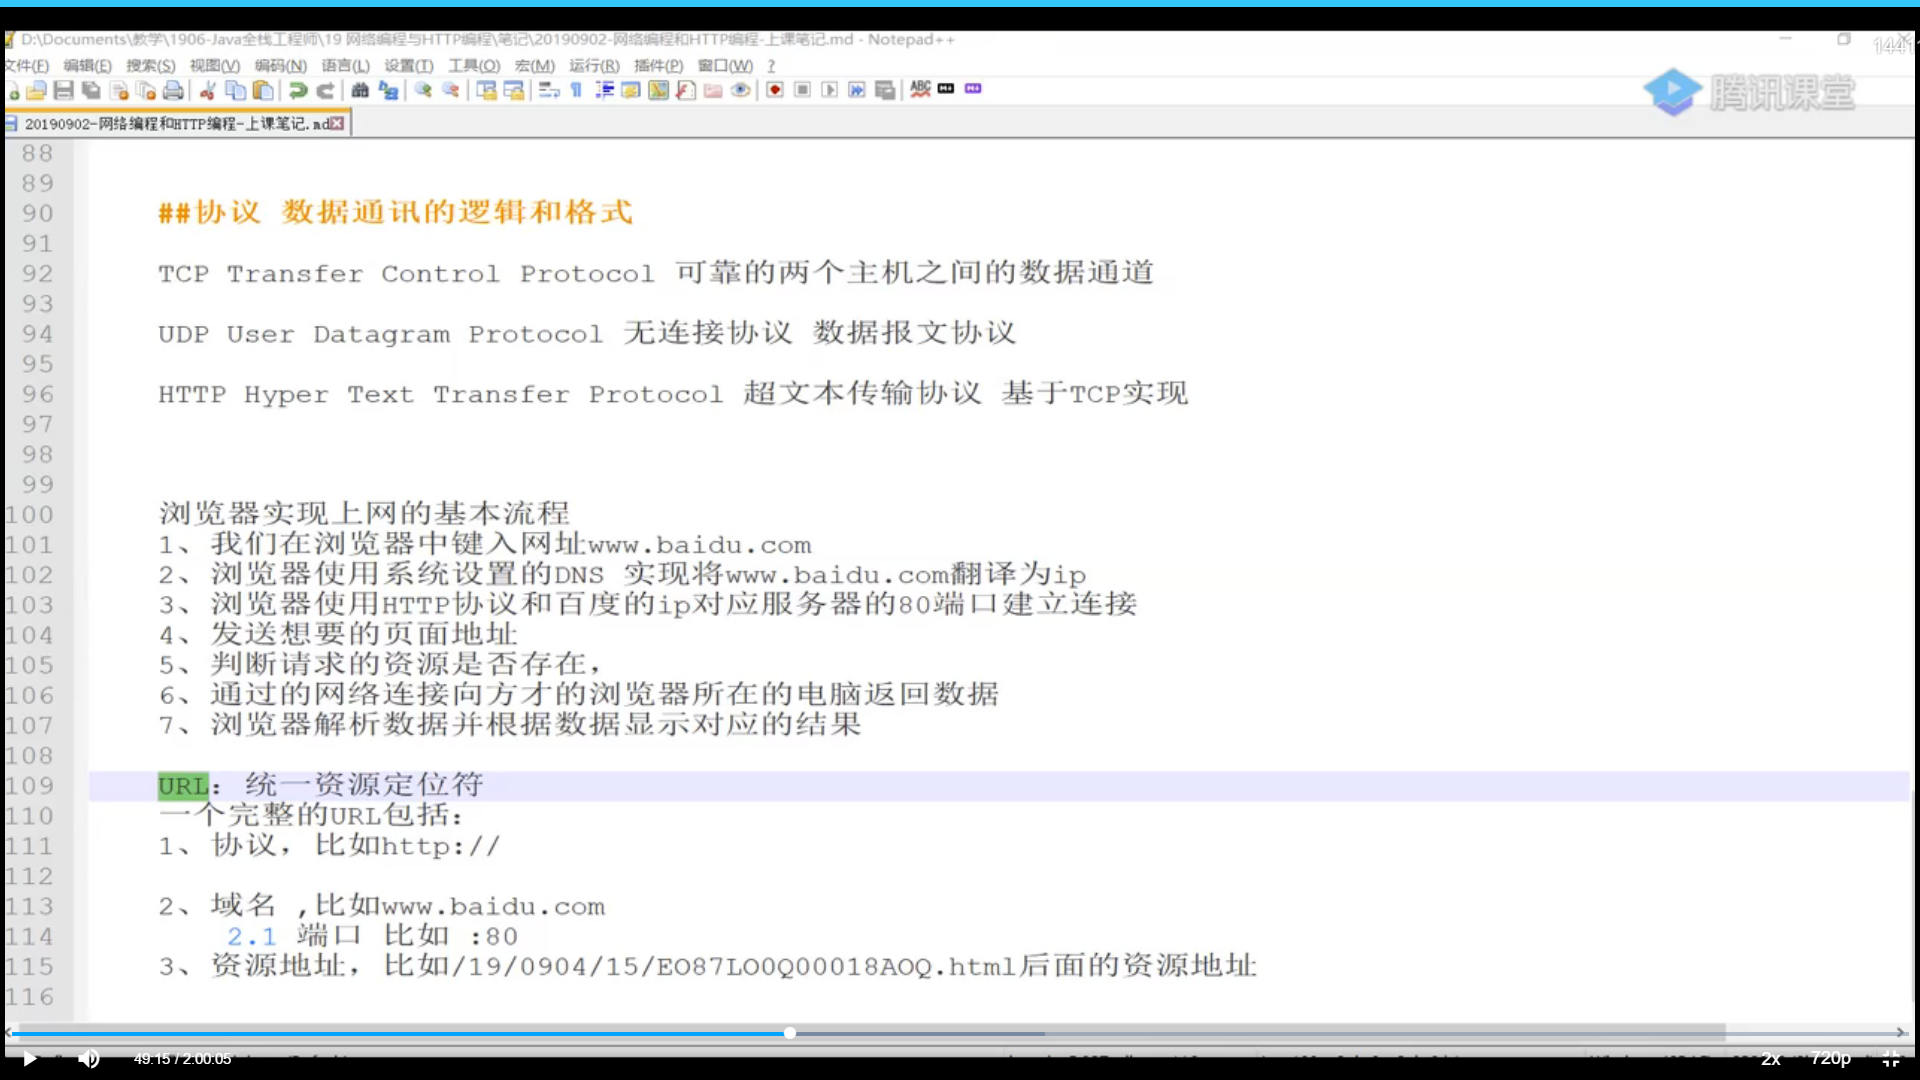 D:\Documents\教学\1906-Java全栈工程师\19 网络编程与HTTP编程\笔记\20190902-网络编程和HTTP编程-上课笔记.md - Notepad++
文件(F) 编辑(E) 搜索(S) 视图(V) 编码(N) 语言(L) 设置(T) 工具(O) 宏(M) 运行(R) 插件(P) 窗口(W) ?
腾讯课堂
20190902-网络编程和HTTP编程-上课笔记.md
88
89
90 ##协议 数据通讯的逻辑和格式
91
92 TCP Transfer Control Protocol 可靠的两个主机之间的数据通道
93
94 UDP User Datagram Protocol 无连接协议 数据报文协议
95
96 HTTP Hyper Text Transfer Protocol 超文本传输协议 基于TCP实现
97
98
99
100 浏览器实现上网的基本流程
101 1、我们在浏览器中键入网址www.baidu.com
102 2、浏览器使用系统设置的DNS 实现将www.baidu.com翻译为ip
103 3、浏览器使用HTTP协议和百度的ip对应服务器的80端口建立连接
104 4、发送想要的页面地址
105 5、判断请求的资源是否存在，
106 6、通过的网络连接向方才的浏览器所在的电脑返回数据
107 7、浏览器解析数据并根据数据显示对应的结果
108
109 URL：统一资源定位符
110 一个完整的URL包括：
111 1、协议，比如http://
112
113 2、域名 ,比如www.baidu.com
114 2.1 端口 比如 :80
115 3、资源地址，比如/19/0904/15/EO87LO0Q00018AOQ.html后面的资源地址
116
49:15 / 2:00:05 2x 720p